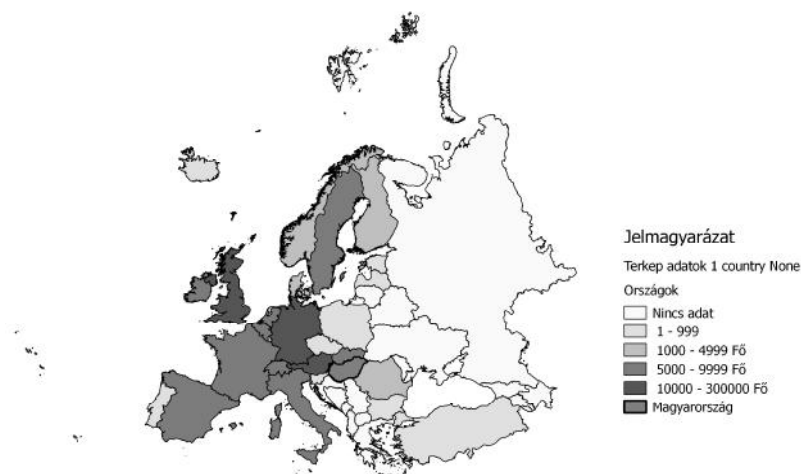 Jelmagyarázat
Terkep adatok 1 country None
Országok
Nincs adat
1 - 999
1000 - 4999 Fő
5000 - 9999 Fő
10000 - 300000 Fő
Magyarország